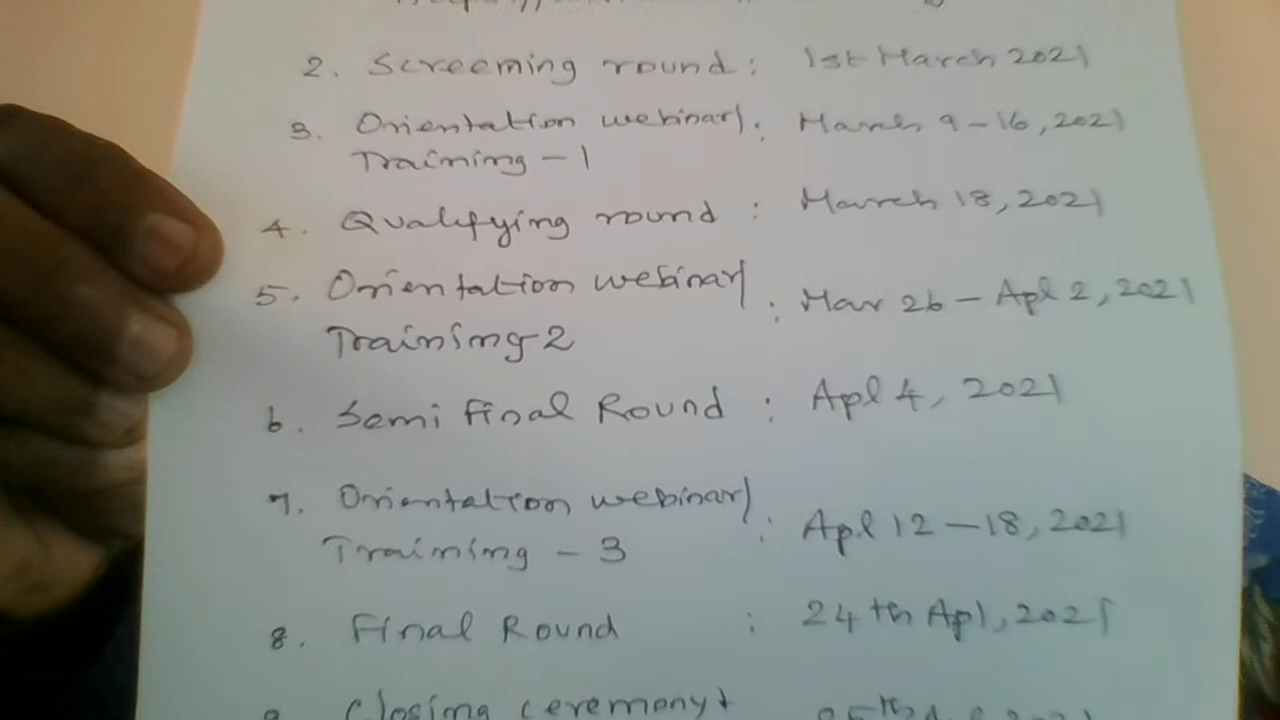 2. Screening round : 1st March 2021
3. Orientation webinar/ : March 9-16, 2021
Training - 1
4. Qualifying round : March 18, 2021
5. Orientation webinar/ : Mar 26 - Apl 2, 2021
Training-2
6. Semi Final Round : Apl 4, 2021
7. Orientation webinar/ : Apl 12-18, 2021
Training - 3
8. Final Round : 24th Apl, 2021
Closing ceremony